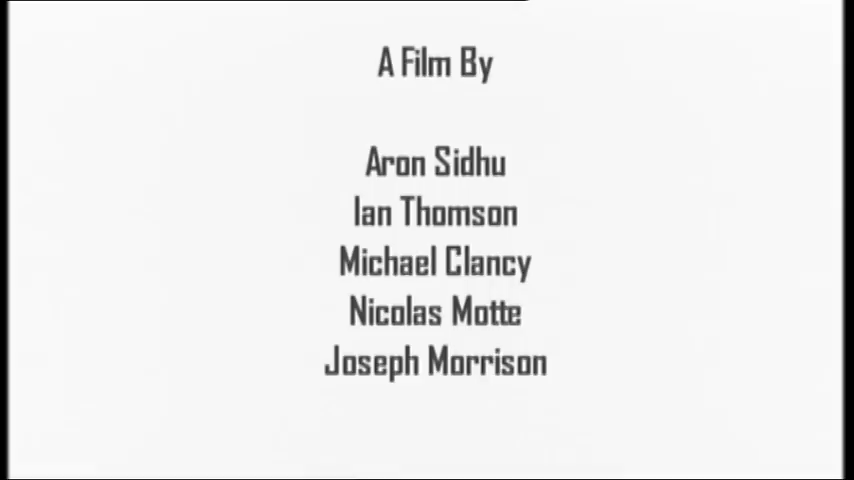 A Film By
Aron Sidhu
Ian Thomson
Michael Clancy
Nicolas Motte
Joseph Morrison